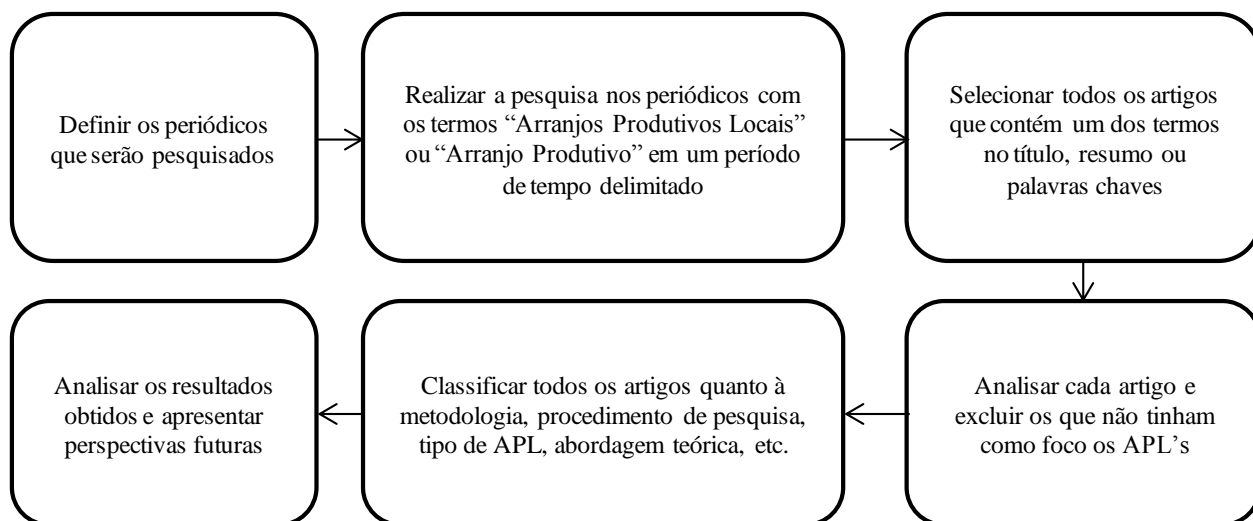 Definir os periódicos
que serão pesquisados
Realizar a pesquisa nos periódicos com
os termos “Arranjos Produtivos Locais”
ou “Arranjo Produtivo” em um período
de tempo delimitado
Selecionar todos os artigos
que contém um dos termos
no título, resumo ou
palavras chaves
Analisar cada artigo e
excluir os que não tinham
como foco os APL’s
Classificar todos os artigos quanto à
metodologia, procedimento de pesquisa,
tipo de APL, abordagem teórica, etc.
Analisar os resultados
obtidos e apresentar
perspectivas futuras